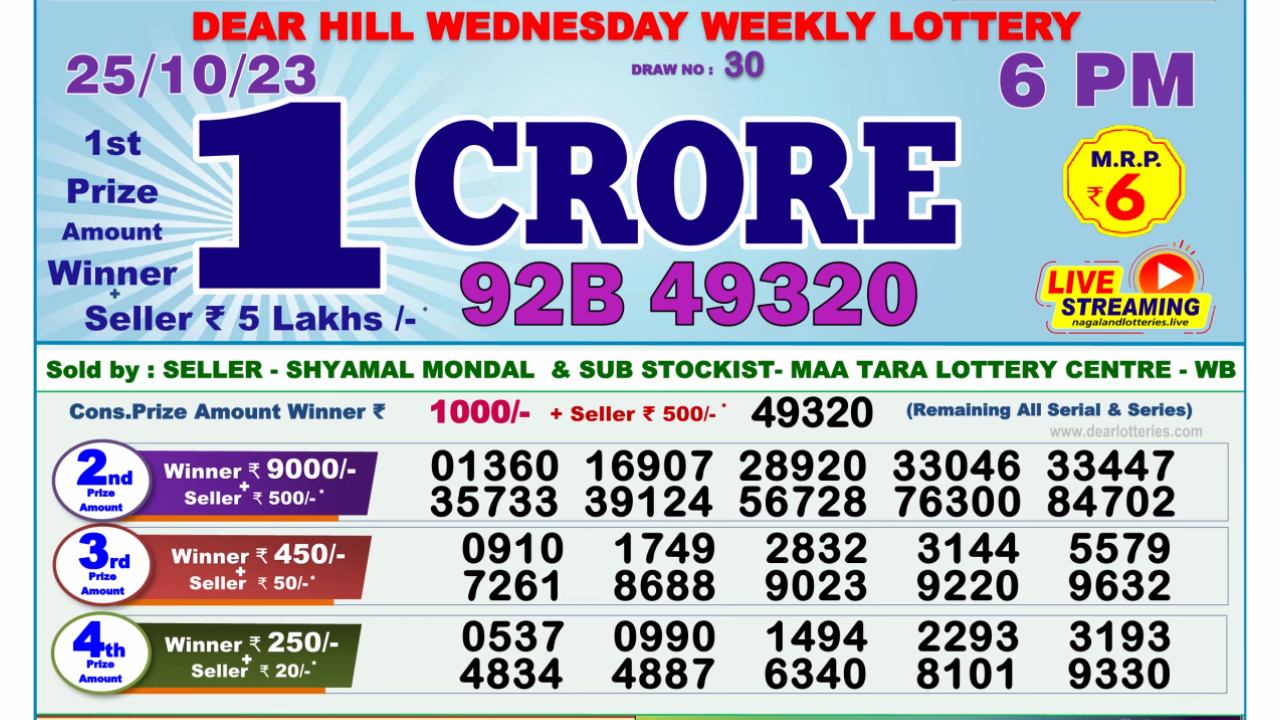 DEAR HILL WEDNESDAY WEEKLY LOTTERY
25/10/23 DRAW NO : 30 6 PM
1st Prize Amount Winner
1 CRORE
M.R.P. ₹6
+
Seller ₹ 5 Lakhs /-*
92B 49320
LIVE STREAMING
nagalandlotteries.live
Sold by : SELLER - SHYAMAL MONDAL & SUB STOCKIST- MAA TARA LOTTERY CENTRE - WB
Cons.Prize Amount Winner ₹ 1000/- + Seller ₹ 500/-* 49320 (Remaining All Serial & Series)
www.dearlotteries.com
2nd Prize Amount
Winner ₹ 9000/-
+
Seller ₹ 500/-*
01360 16907 28920 33046 33447
35733 39124 56728 76300 84702
3rd Prize Amount
Winner ₹ 450/-
+
Seller ₹ 50/-*
0910 1749 2832 3144 5579
7261 8688 9023 9220 9632
4th Prize Amount
Winner ₹ 250/-
+
Seller ₹ 20/-*
0537 0990 1494 2293 3193
4834 4887 6340 8101 9330